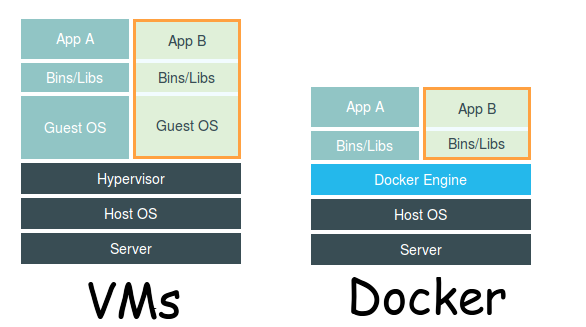 App A
App B
Bins/Libs
Bins/Libs
Guest OS
Guest OS
Hypervisor
Host OS
Server
VMs
App A
App B
Bins/Libs
Bins/Libs
Docker Engine
Host OS
Server
Docker